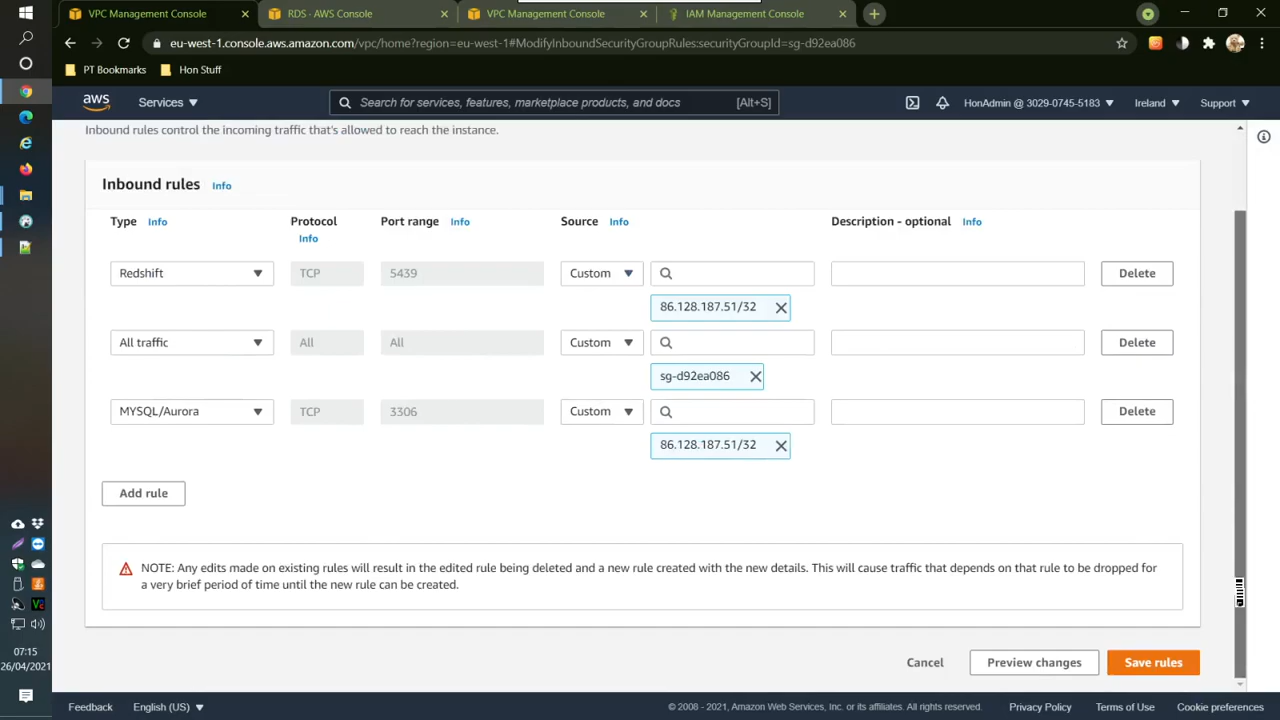 VPC Management Console
RDS - AWS Console
VPC Management Console
IAM Management Console
eu-west-1.console.aws.amazon.com/vpc/home?region=eu-west-1#ModifyInboundSecurityGroupRules:securityGroupId=sg-d92ea086
PT Bookmarks Hon Stuff
aws Services Search for services, features, marketplace products, and docs [Alt+S] HonAdmin @ 3029-0745-5183 Ireland Support
Inbound rules control the incoming traffic that's allowed to reach the instance.
Inbound rules Info
Type Info Protocol Info Port range Info Source Info Description - optional Info
Redshift TCP 5439 Custom Delete
86.128.187.51/32
All traffic All All Custom Delete
sg-d92ea086
MYSQL/Aurora TCP 3306 Custom Delete
86.128.187.51/32
Add rule
NOTE: Any edits made on existing rules will result in the edited rule being deleted and a new rule created with the new details. This will cause traffic that depends on that rule to be dropped for
a very brief period of time until the new rule can be created.
Cancel Preview changes Save rules
07:15
26/04/2021
Feedback English (US) © 2008 - 2021, Amazon Web Services, Inc. or its affiliates. All rights reserved. Privacy Policy Terms of Use Cookie preferences